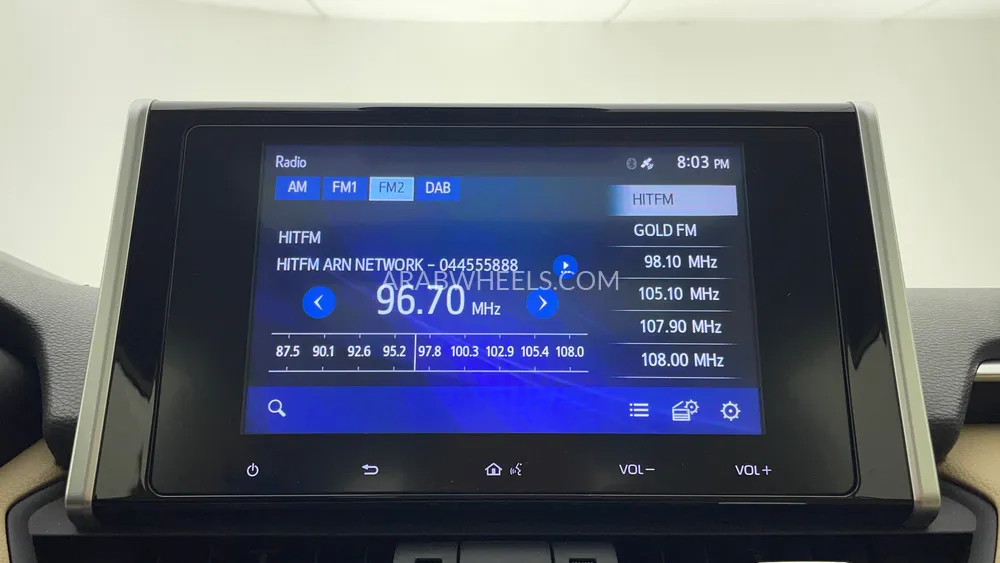 Radio
8:03 PM
AM FM1 FM2 DAB
HITFM
HITFM ARN NETWORK - 044555888
96.70 MHz
87.5 90.1 92.6 95.2 97.8 100.3 102.9 105.4 108.0
HITFM
GOLD FM
98.10 MHz
105.10 MHz
107.90 MHz
108.00 MHz
VOL- VOL+
ARABWHEELS.COM